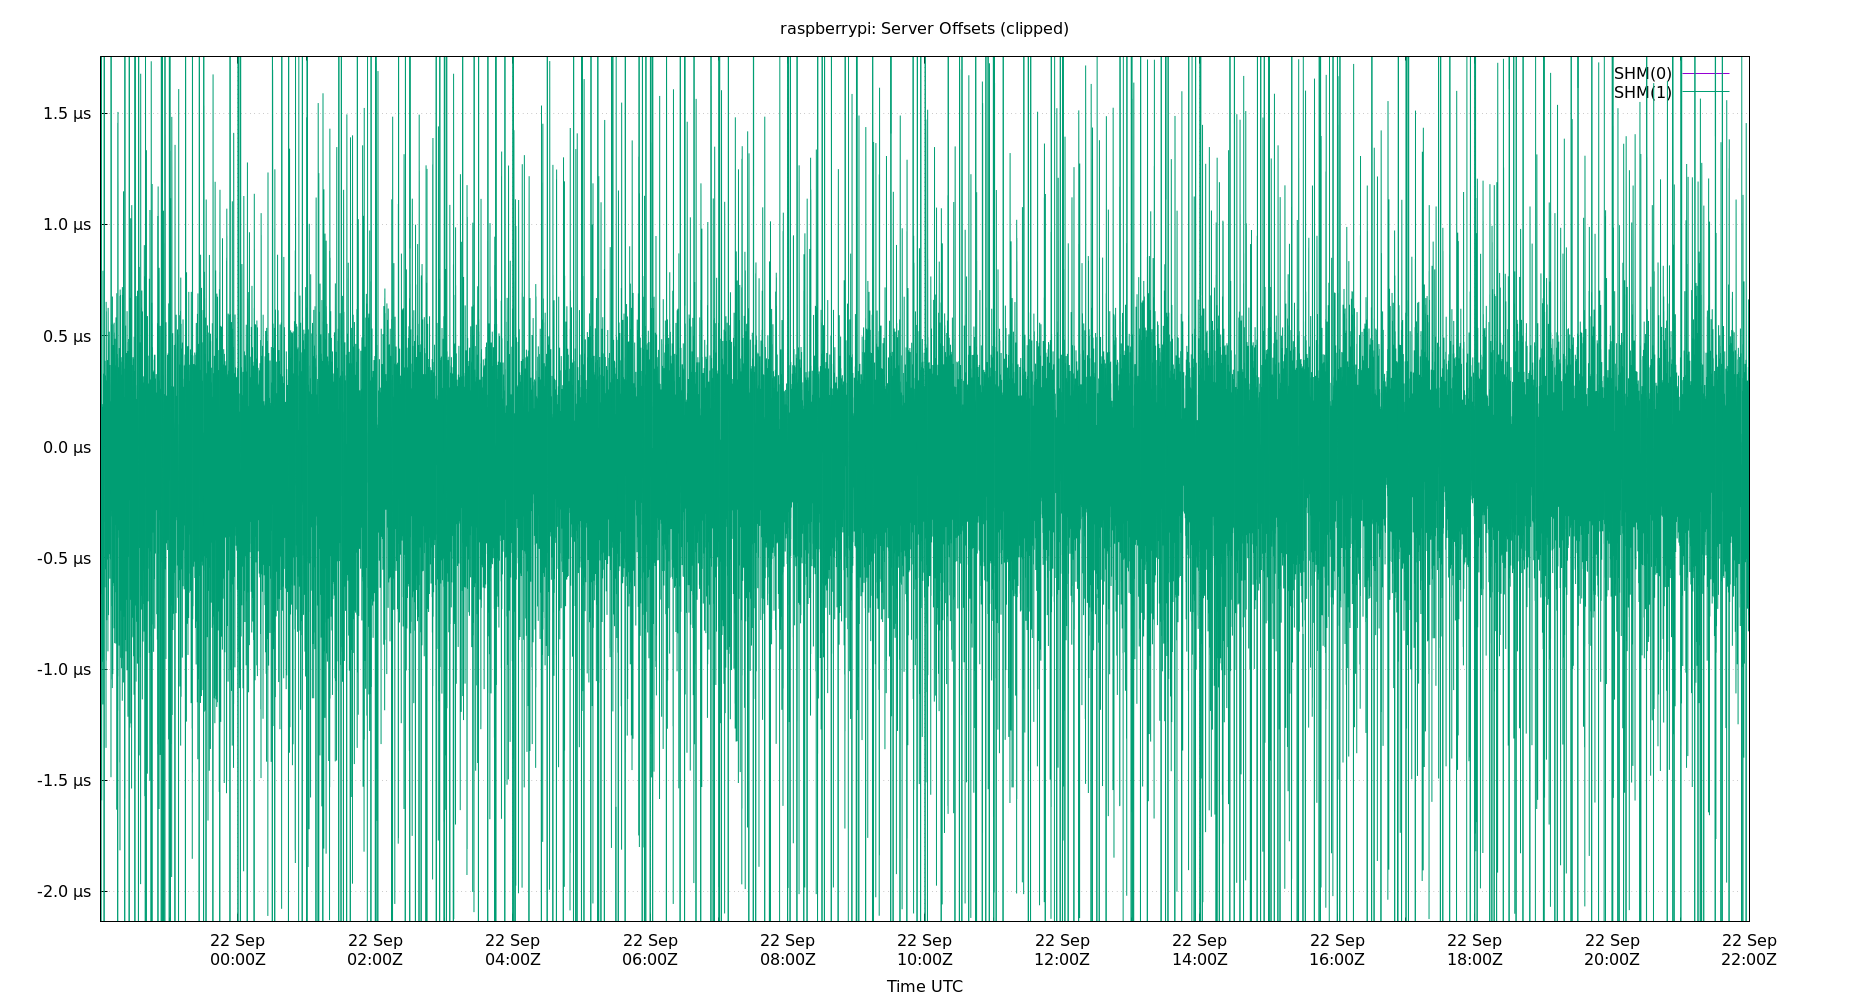 raspberrypi: Server Offsets (clipped)
SHM(0)
SHM(1)
1.5 µs
1.0 µs
0.5 µs
0.0 µs
-0.5 µs
-1.0 µs
-1.5 µs
-2.0 µs
22 Sep 22 Sep 22 Sep 22 Sep 22 Sep 22 Sep 22 Sep 22 Sep 22 Sep 22 Sep 22 Sep 22 Sep
00:00Z 02:00Z 04:00Z 06:00Z 08:00Z 10:00Z 12:00Z 14:00Z 16:00Z 18:00Z 20:00Z 22:00Z
Time UTC